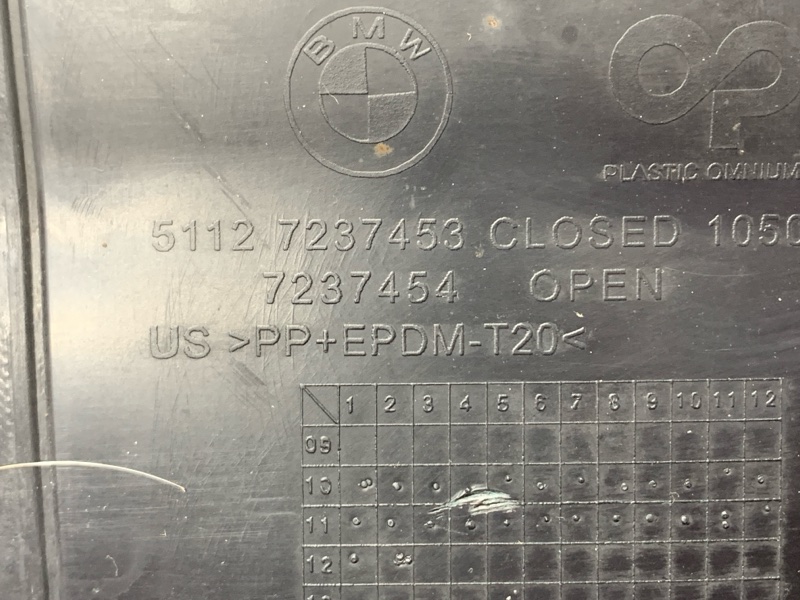 BMW
PLASTIC OMNIUM
5112 7237453 CLOSED 1050
7237454 OPEN
US >PP+EPDM-T20<
1 2 3 4 5 6 7 8 9 10 11 12
09
10
11
12